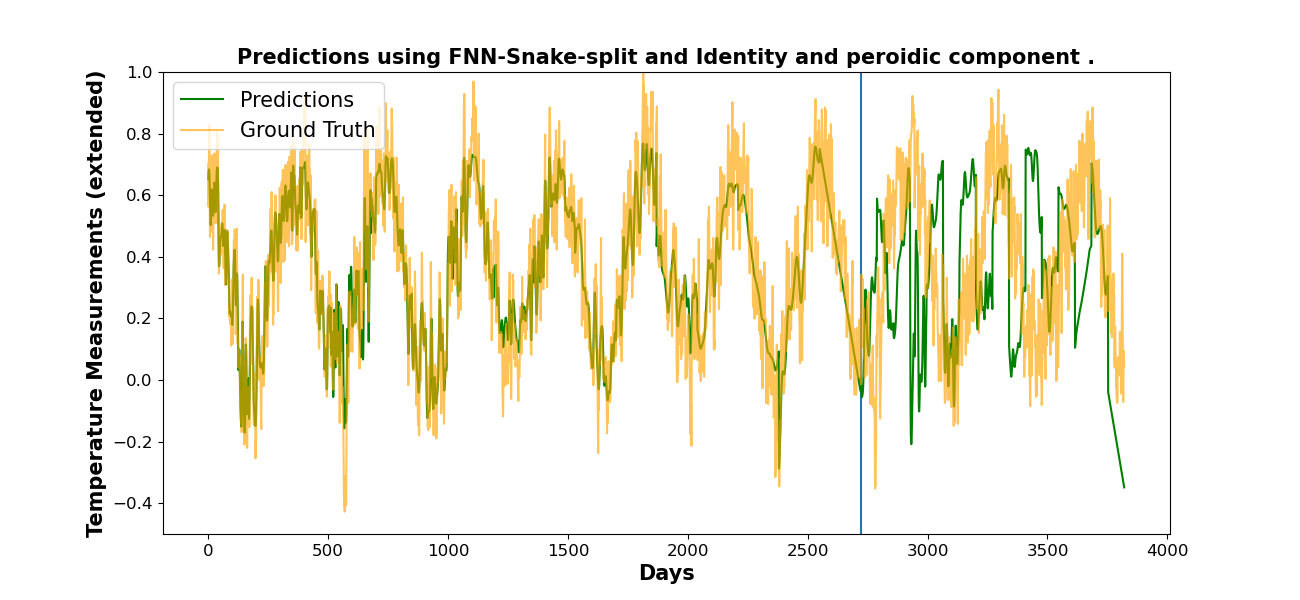 Predictions using FNN-Snake-split and Identity and peroidic component .
Temperature Measurements (extended)
1.0
0.8
0.6
0.4
0.2
0.0
−0.2
−0.4
Predictions
Ground Truth
0 500 1000 1500 2000 2500 3000 3500 4000
Days